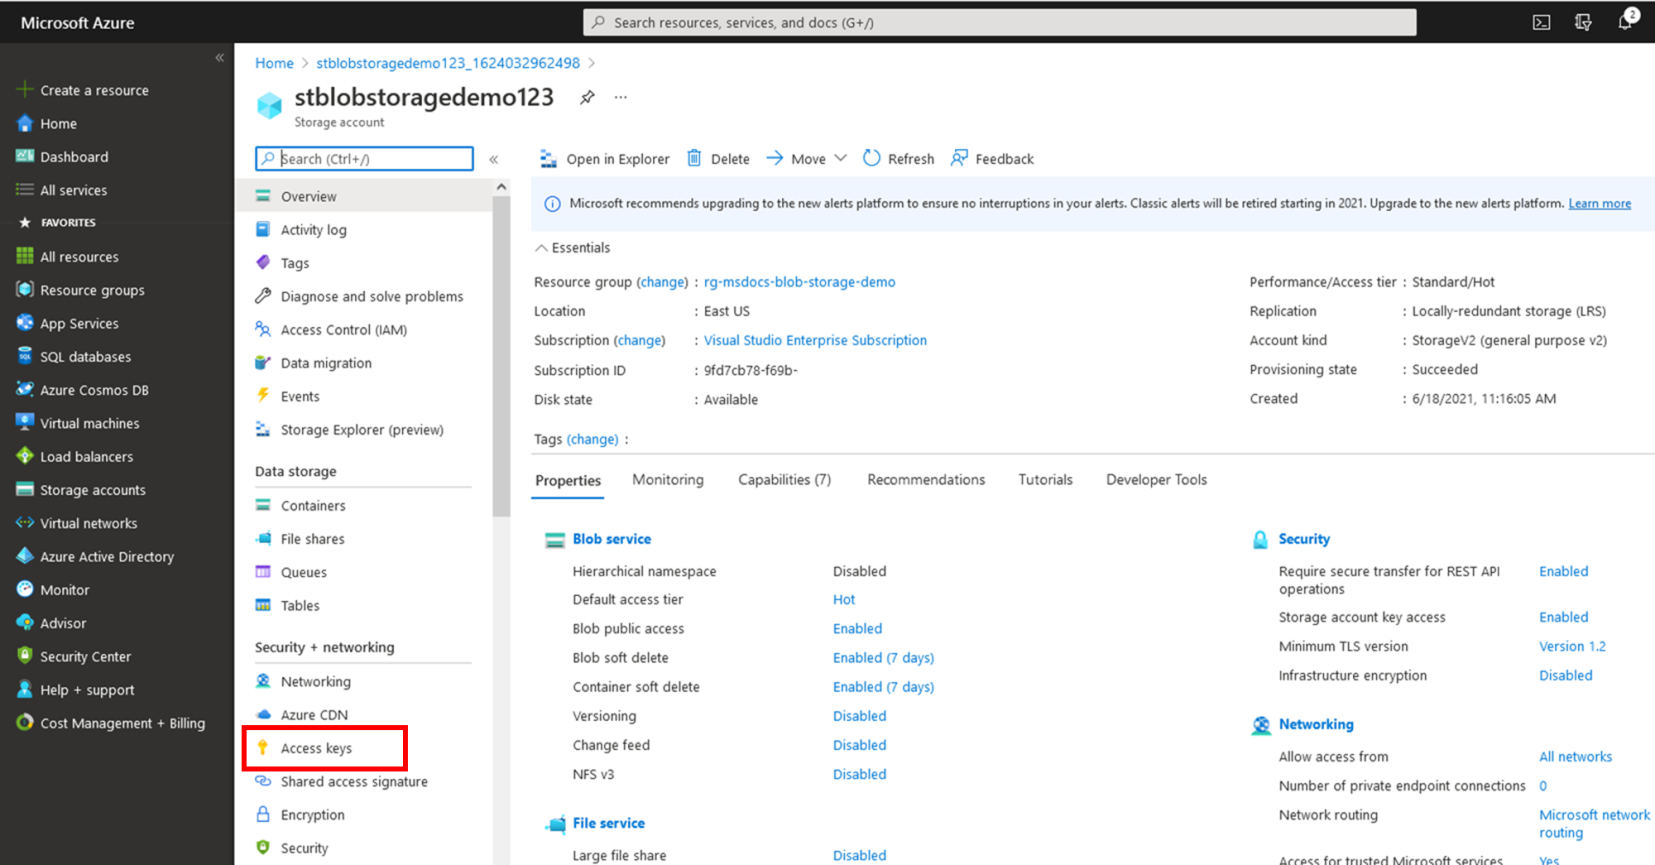 Microsoft Azure
Search resources, services, and docs (G+/)
2
Create a resource
Home
Dashboard
All services
FAVORITES
All resources
Resource groups
App Services
SQL databases
Azure Cosmos DB
Virtual machines
Load balancers
Storage accounts
Virtual networks
Azure Active Directory
Monitor
Advisor
Security Center
Help + support
Cost Management + Billing
Home > stblobstoragedemo123_1624032962498 >
stblobstoragedemo123
Storage account
Search (Ctrl+/)
Overview
Activity log
Tags
Diagnose and solve problems
Access Control (IAM)
Data migration
Events
Storage Explorer (preview)
Data storage
Containers
File shares
Queues
Tables
Security + networking
Networking
Azure CDN
Access keys
Shared access signature
Encryption
Security
Open in Explorer Delete Move Refresh Feedback
Microsoft recommends upgrading to the new alerts platform to ensure no interruptions in your alerts. Classic alerts will be retired starting in 2021. Upgrade to the new alerts platform. Learn more
Essentials
Resource group (change) : rg-msdocs-blob-storage-demo
Location : East US
Subscription (change) : Visual Studio Enterprise Subscription
Subscription ID : 9fd7cb78-f69b-
Disk state : Available
Performance/Access tier : Standard/Hot
Replication : Locally-redundant storage (LRS)
Account kind : StorageV2 (general purpose v2)
Provisioning state : Succeeded
Created : 6/18/2021, 11:16:05 AM
Tags (change) :
Properties Monitoring Capabilities (7) Recommendations Tutorials Developer Tools
Blob service
Hierarchical namespace Disabled
Default access tier Hot
Blob public access Enabled
Blob soft delete Enabled (7 days)
Container soft delete Enabled (7 days)
Versioning Disabled
Change feed Disabled
NFS v3 Disabled
File service
Large file share Disabled
Security
Require secure transfer for REST API Enabled
operations
Storage account key access Enabled
Minimum TLS version Version 1.2
Infrastructure encryption Disabled
Networking
Allow access from All networks
Number of private endpoint connections 0
Network routing Microsoft network
routing
Access for trusted Microsoft services Yes